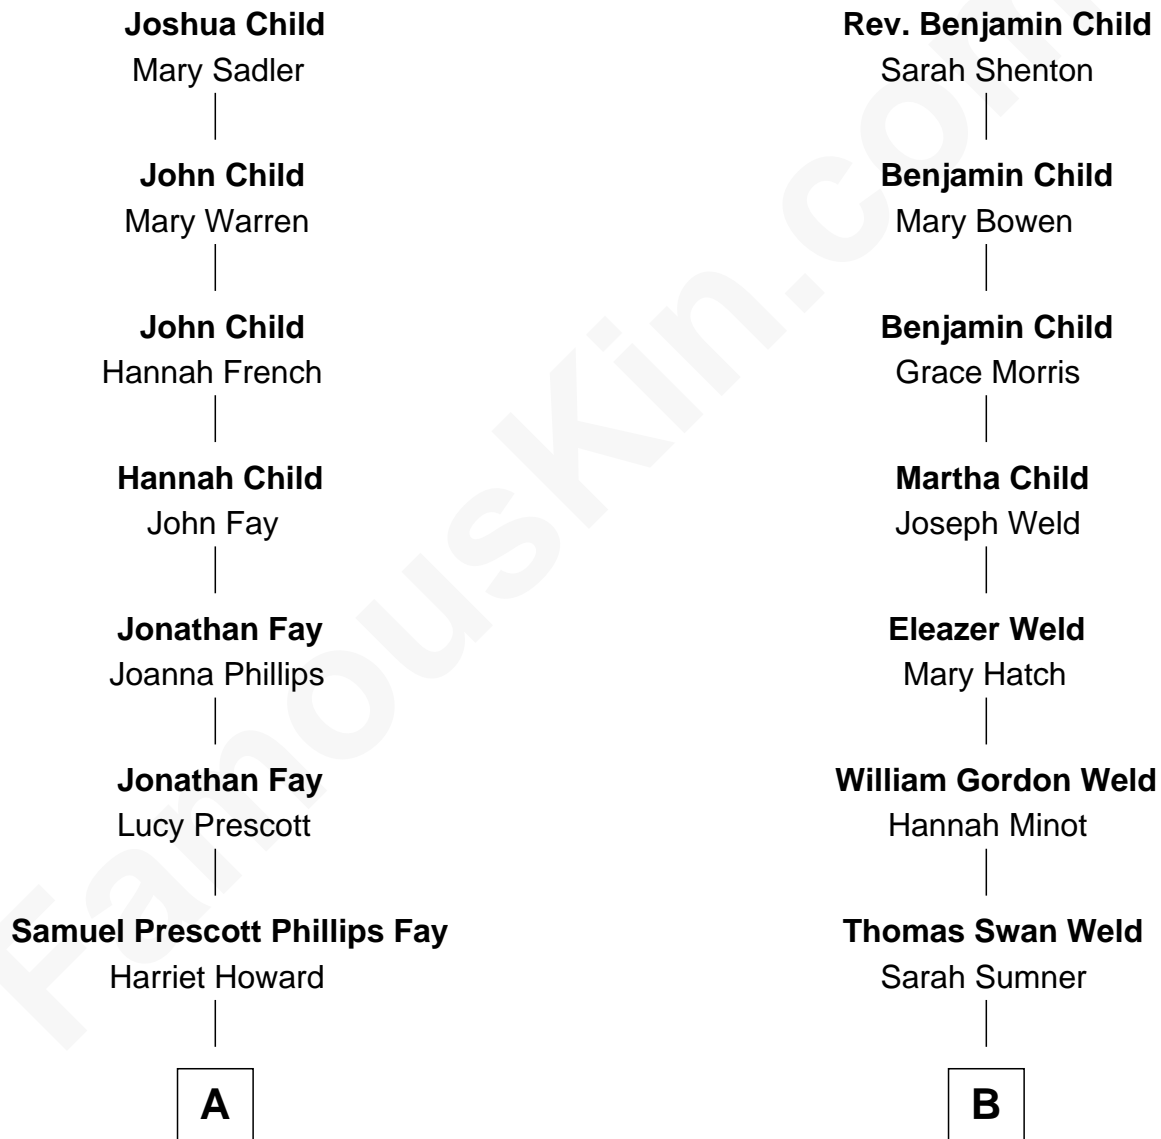 Joshua Child
Mary Sadler
John Child
Mary Warren
John Child
Hannah French
Hannah Child
John Fay
Jonathan Fay
Joanna Phillips
Jonathan Fay
Lucy Prescott
Samuel Prescott Phillips Fay
Harriet Howard
A
Rev. Benjamin Child
Sarah Shenton
Benjamin Child
Mary Bowen
Benjamin Child
Grace Morris
Martha Child
Joseph Weld
Eleazer Weld
Mary Hatch
William Gordon Weld
Hannah Minot
Thomas Swan Weld
Sarah Sumner
B
FamousKin.com